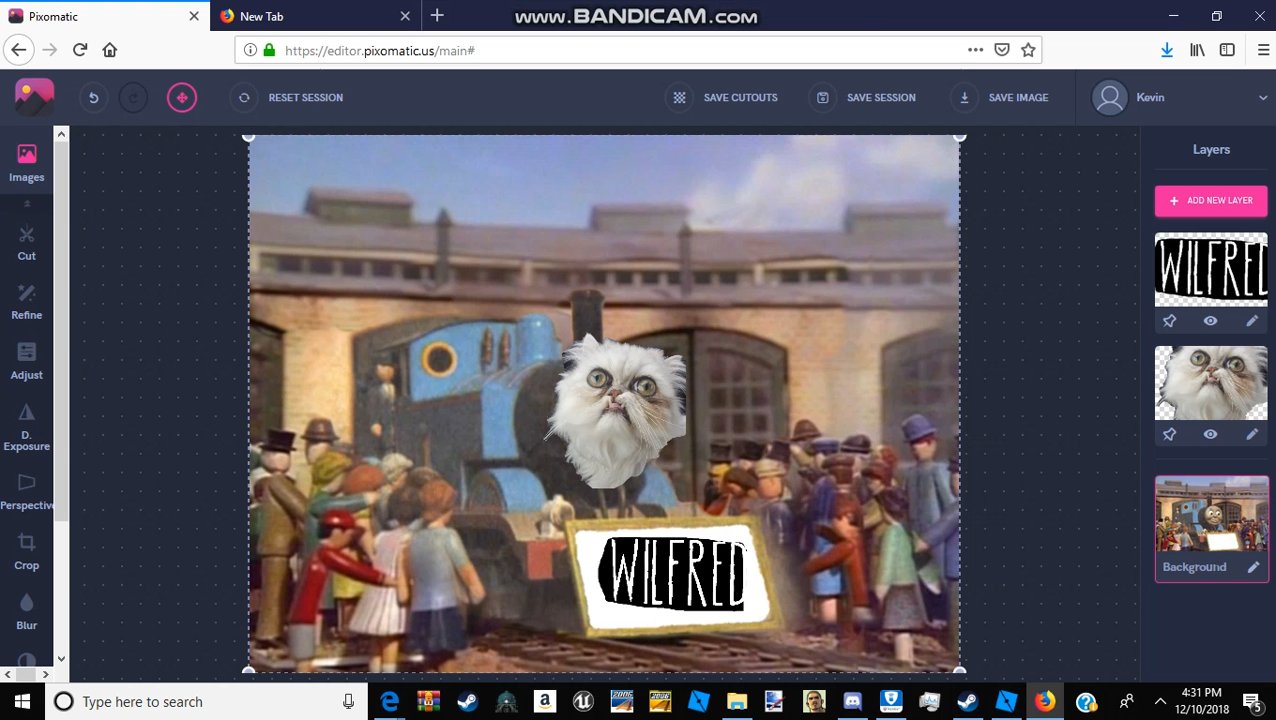 Pixomatic
New Tab
www.BANDICAM.com
https://editor.pixomatic.us/main#
RESET SESSION
SAVE CUTOUTS
SAVE SESSION
SAVE IMAGE
Kevin
Images
Cut
Refine
Adjust
D.
Exposure
Perspective
Crop
Blur
Layers
+ ADD NEW LAYER
WILFRED
Background
WILFRED
Type here to search
4:31 PM
12/10/2018
5